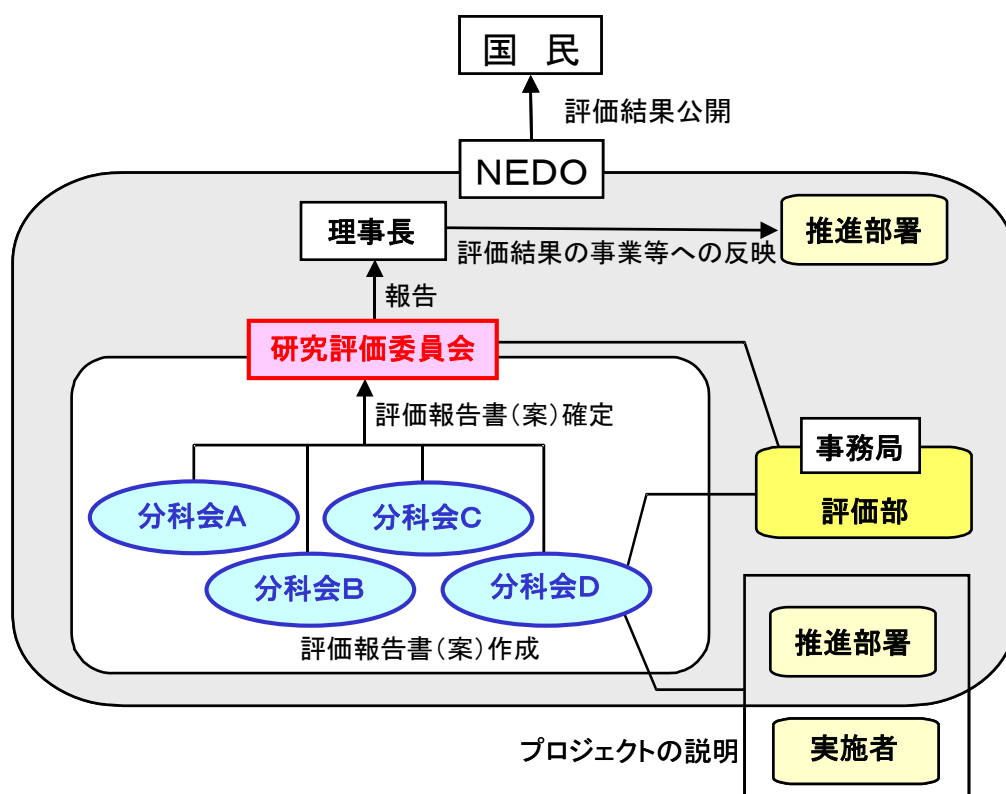 国　民
評価結果公開
ＮＥＤＯ
理事長
推進部署
評価結果の事業等への反映
報告
研究評価委員会
評価報告書（案）確定
事務局
評価部
分科会Ａ
分科会Ｃ
分科会Ｂ
分科会Ｄ
評価報告書（案）作成
推進部署
プロジェクトの説明
実施者